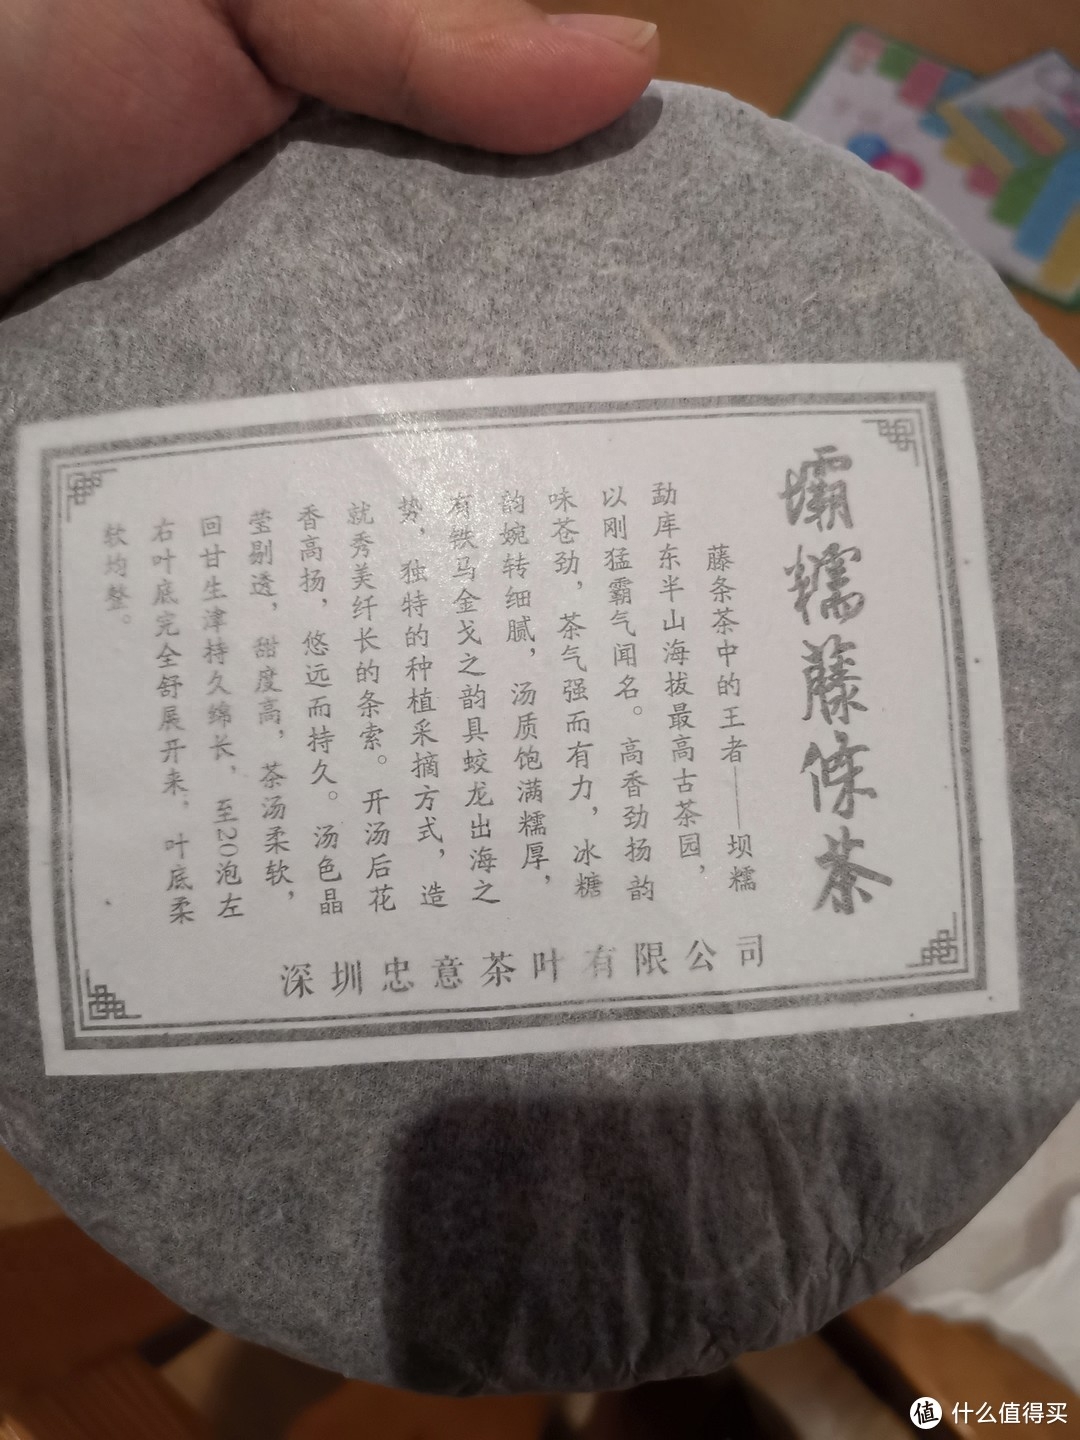 壩糯藤條茶
藤条茶中的王者——坝糯
勐库东半山海拔最高古茶园，
以刚猛霸气闻名。高香劲扬韵
味苍劲，茶气强而有力，冰糖
韵婉转细腻，汤质饱满糯厚，
有铁马金戈之韵具蛟龙出海之
势，独特的种植采摘方式，造
就秀美纤长的条索。开汤后花
香高扬，悠远而持久。汤色晶
莹剔透，甜度高，茶汤柔软，
回甘生津持久绵长，至20泡左
右叶底完全舒展开来，叶底柔
软均整。
深圳忠意茶叶有限公司
值 什么值得买